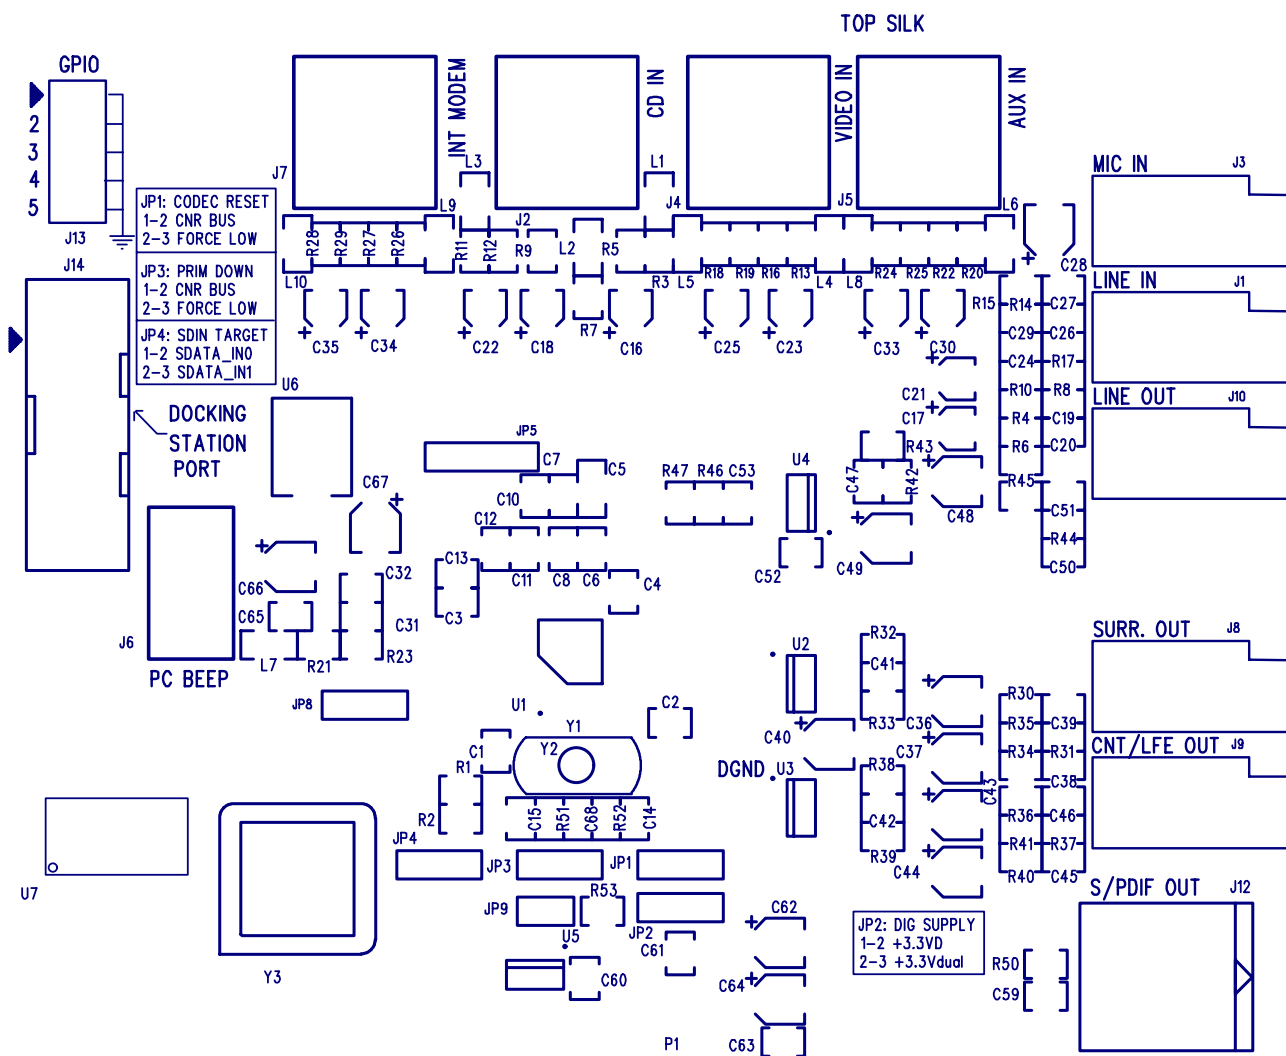 TOP SILK
GPIO
2
3
4
5
J13
INT MODEM
CD IN
VIDEO IN
AUX IN
MIC IN
J3
J7
L3
L1
JP1: CODEC RESET
1-2 CNR BUS
2-3 FORCE LOW
JP3: PRIM DOWN
1-2 CNR BUS
2-3 FORCE LOW
JP4: SDIN TARGET
1-2 SDATA_IN0
2-3 SDATA_IN1
L9
J2
J4
J5
L6
R28
R29
R27
R26
R11
R12
R9
L2
R5
L10
R3
L5
R18
R19
R16
R13
L4
L8
R24
R25
R22
R20
C28
J14
LINE IN
J1
R15
R14
C27
C35
C34
C22
C18
R7
C16
C25
C23
C33
C30
C29
C26
C24
R17
R10
R8
C21
C17
R4
C19
R6
C20
LINE OUT
J10
U6
DOCKING
STATION
PORT
JP5
C7
C5
C10
C12
C11
C8
C6
C4
R47
R46
C53
U4
C47
R43
R42
R45
C48
C51
R44
C50
C52
C49
C67
C66
C65
C32
C31
C13
C3
J6
L7
R21
R23
PC BEEP
JP8
U1
C2
Y1
Y2
C1
R1
R2
C15
R51
C68
R52
C14
U2
R32
C41
R33
C36
C40
C37
DGND
U3
R38
C42
R39
C43
C44
SURR. OUT
J8
R30
R35
C39
R34
R31
C38
CNT/LFE OUT
J9
R36
C46
R41
R37
R40
C45
JP4
JP3
JP1
U7
Y3
JP9
R53
JP2
U5
C61
C60
C62
C64
C63
P1
JP2: DIG SUPPLY
1-2 +3.3VD
2-3 +3.3Vdual
S/PDIF OUT
J12
R50
C59